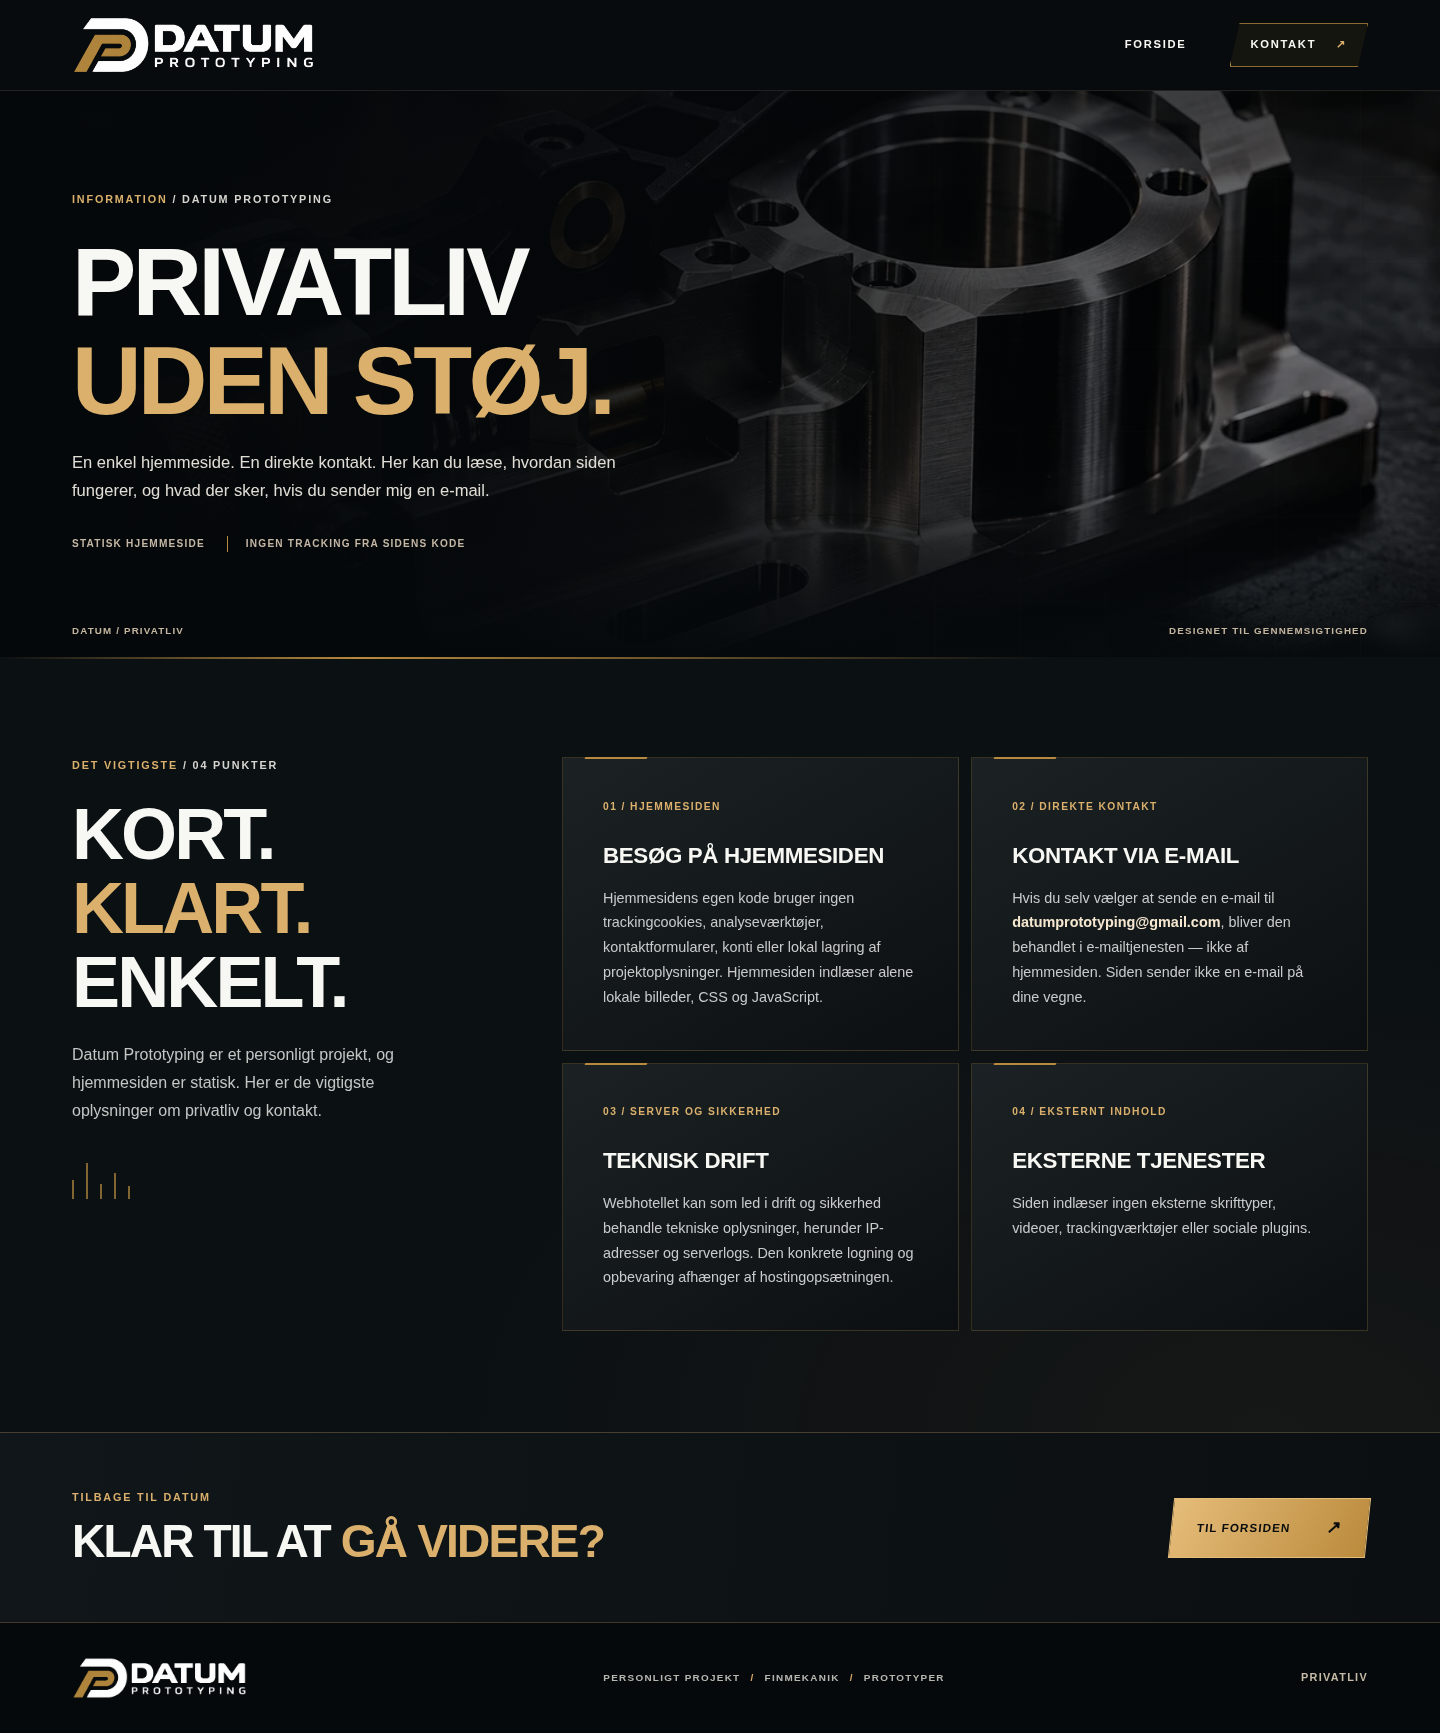 DATUM
PROTOTYPING
FORSIDE
KONTAKT ↗
INFORMATION / DATUM PROTOTYPING
PRIVATLIV
UDEN STØJ.
En enkel hjemmeside. En direkte kontakt. Her kan du læse, hvordan siden
fungerer, og hvad der sker, hvis du sender mig en e-mail.
STATISK HJEMMESIDE
INGEN TRACKING FRA SIDENS KODE
DATUM / PRIVATLIV
DESIGNET TIL GENNEMSIGTIGHED
DET VIGTIGSTE / 04 PUNKTER
KORT.
KLART.
ENKELT.
Datum Prototyping er et personligt projekt, og
hjemmesiden er statisk. Her er de vigtigste
oplysninger om privatliv og kontakt.
01 / HJEMMESIDEN
BESØG PÅ HJEMMESIDEN
Hjemmesidens egen kode bruger ingen
trackingcookies, analyseværktøjer,
kontaktformularer, konti eller lokal lagring af
projektoplysninger. Hjemmesiden indlæser alene
lokale billeder, CSS og JavaScript.
02 / DIREKTE KONTAKT
KONTAKT VIA E-MAIL
Hvis du selv vælger at sende en e-mail til
datumprototyping@gmail.com, bliver den
behandlet i e-mailtjenesten — ikke af
hjemmesiden. Siden sender ikke en e-mail på
dine vegne.
03 / SERVER OG SIKKERHED
TEKNISK DRIFT
Webhotellet kan som led i drift og sikkerhed
behandle tekniske oplysninger, herunder IP-
adresser og serverlogs. Den konkrete logning og
opbevaring afhænger af hostingopsætningen.
04 / EKSTERNT INDHOLD
EKSTERNE TJENESTER
Siden indlæser ingen eksterne skrifttyper,
videoer, trackingværktøjer eller sociale plugins.
TILBAGE TIL DATUM
KLAR TIL AT GÅ VIDERE?
TIL FORSIDEN ↗
DATUM
PROTOTYPING
PERSONLIGT PROJEKT / FINMEKANIK / PROTOTYPER
PRIVATLIV